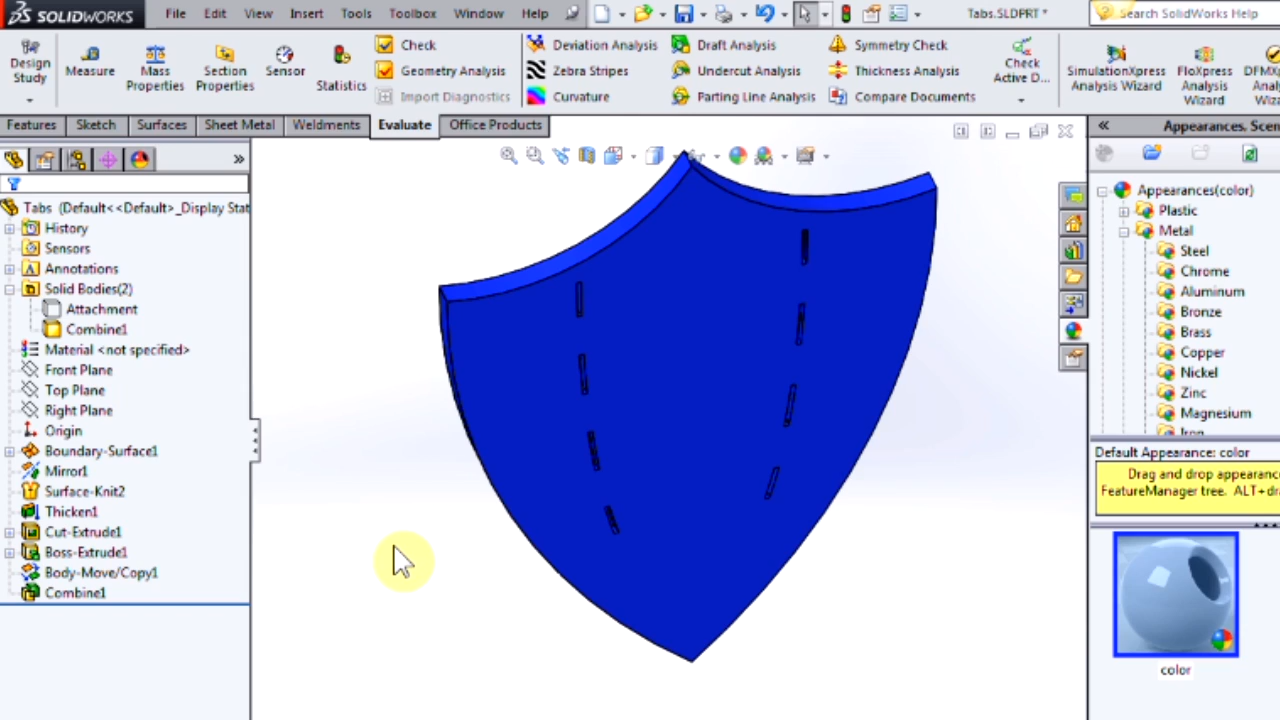 SOLIDWORKS File Edit View Insert Tools Toolbox Window Help Tabs.SLDPRT * Search SolidWorks Help
Design Study
Measure
Mass Properties
Section Properties
Sensor
Statistics
Check
Geometry Analysis
Import Diagnostics
Deviation Analysis
Zebra Stripes
Curvature
Draft Analysis
Undercut Analysis
Parting Line Analysis
Symmetry Check
Thickness Analysis
Compare Documents
Check Active D...
SimulationXpress Analysis Wizard
FloXpress Analysis Wizard
Features Sketch Surfaces Sheet Metal Weldments Evaluate Office Products
Tabs (Default<<Default>_Display Stat
History
Sensors
Annotations
Solid Bodies(2)
Attachment
Combine1
Material <not specified>
Front Plane
Top Plane
Right Plane
Origin
Boundary-Surface1
Mirror1
Surface-Knit2
Thicken1
Cut-Extrude1
Boss-Extrude1
Body-Move/Copy1
Combine1
Appearances, Scen
Appearances(color)
Plastic
Metal
Steel
Chrome
Aluminum
Bronze
Brass
Copper
Nickel
Zinc
Magnesium
Iron
Default Appearance: color
Drag and drop appearance
FeatureManager tree. ALT+dra
color